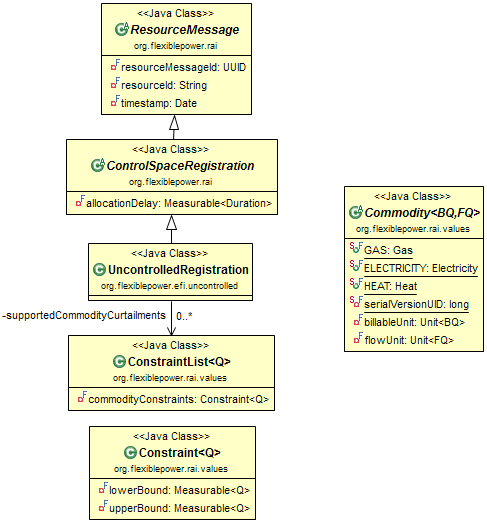 <<Java Class>>
ResourceMessage
org.flexiblepower.rai
resourceMessageId: UUID
resourceId: String
timestamp: Date
<<Java Class>>
ControlSpaceRegistration
org.flexiblepower.rai
allocationDelay: Measurable<Duration>
<<Java Class>>
UncontrolledRegistration
org.flexiblepower.efi.uncontrolled
-supportedCommodityCurtailments 0..*
<<Java Class>>
ConstraintList<Q>
org.flexiblepower.rai.values
commodityConstraints: Constraint<Q>
<<Java Class>>
Constraint<Q>
org.flexiblepower.rai.values
lowerBound: Measurable<Q>
upperBound: Measurable<Q>
<<Java Class>>
Commodity<BQ,FQ>
org.flexiblepower.rai.values
GAS: Gas
ELECTRICITY: Electricity
HEAT: Heat
serialVersionUID: long
billableUnit: Unit<BQ>
flowUnit: Unit<FQ>